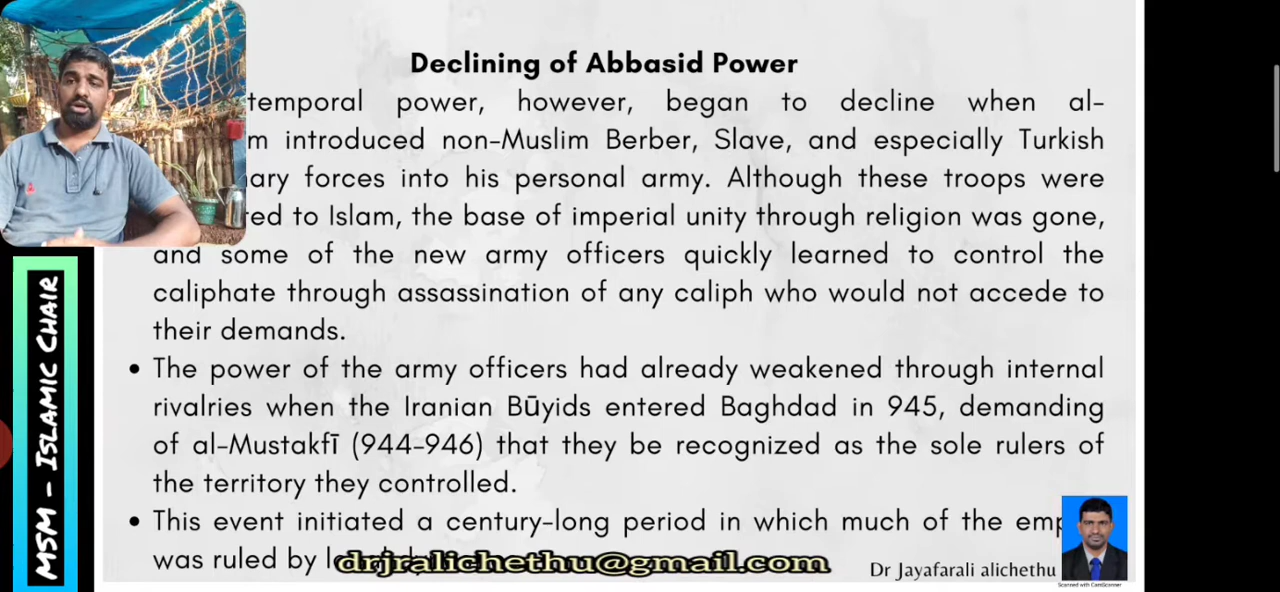 Declining of Abbasid Power
temporal power, however, began to decline when al-
m introduced non-Muslim Berber, Slave, and especially Turkish
ary forces into his personal army. Although these troops were
ed to Islam, the base of imperial unity through religion was gone,
and some of the new army officers quickly learned to control the
caliphate through assassination of any caliph who would not accede to
their demands.
• The power of the army officers had already weakened through internal
rivalries when the Iranian Būyids entered Baghdad in 945, demanding
of al-Mustakfī (944-946) that they be recognized as the sole rulers of
the territory they controlled.
• This event initiated a century-long period in which much of the emp
was ruled by
drjralichethu@gmail.com
Dr Jayafarali alichethu
Scanned with CamScanner
MSM - ISLAMIC CHAIR